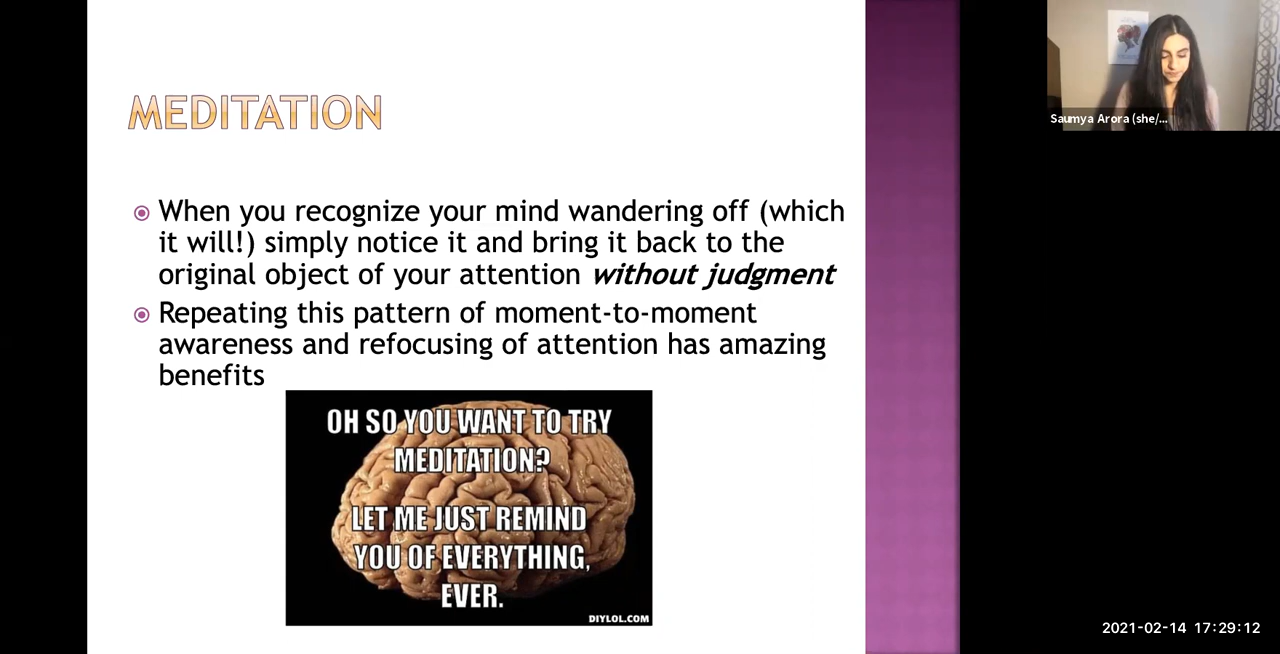 MEDITATION
When you recognize your mind wandering off (which
it will!) simply notice it and bring it back to the
original object of your attention without judgment
Repeating this pattern of moment-to-moment
awareness and refocusing of attention has amazing
benefits
OH SO YOU WANT TO TRY
MEDITATION?
LET ME JUST REMIND
YOU OF EVERYTHING,
EVER.
DIYLOL.COM
Saumya Arora (she/...
2021-02-14 17:29:12